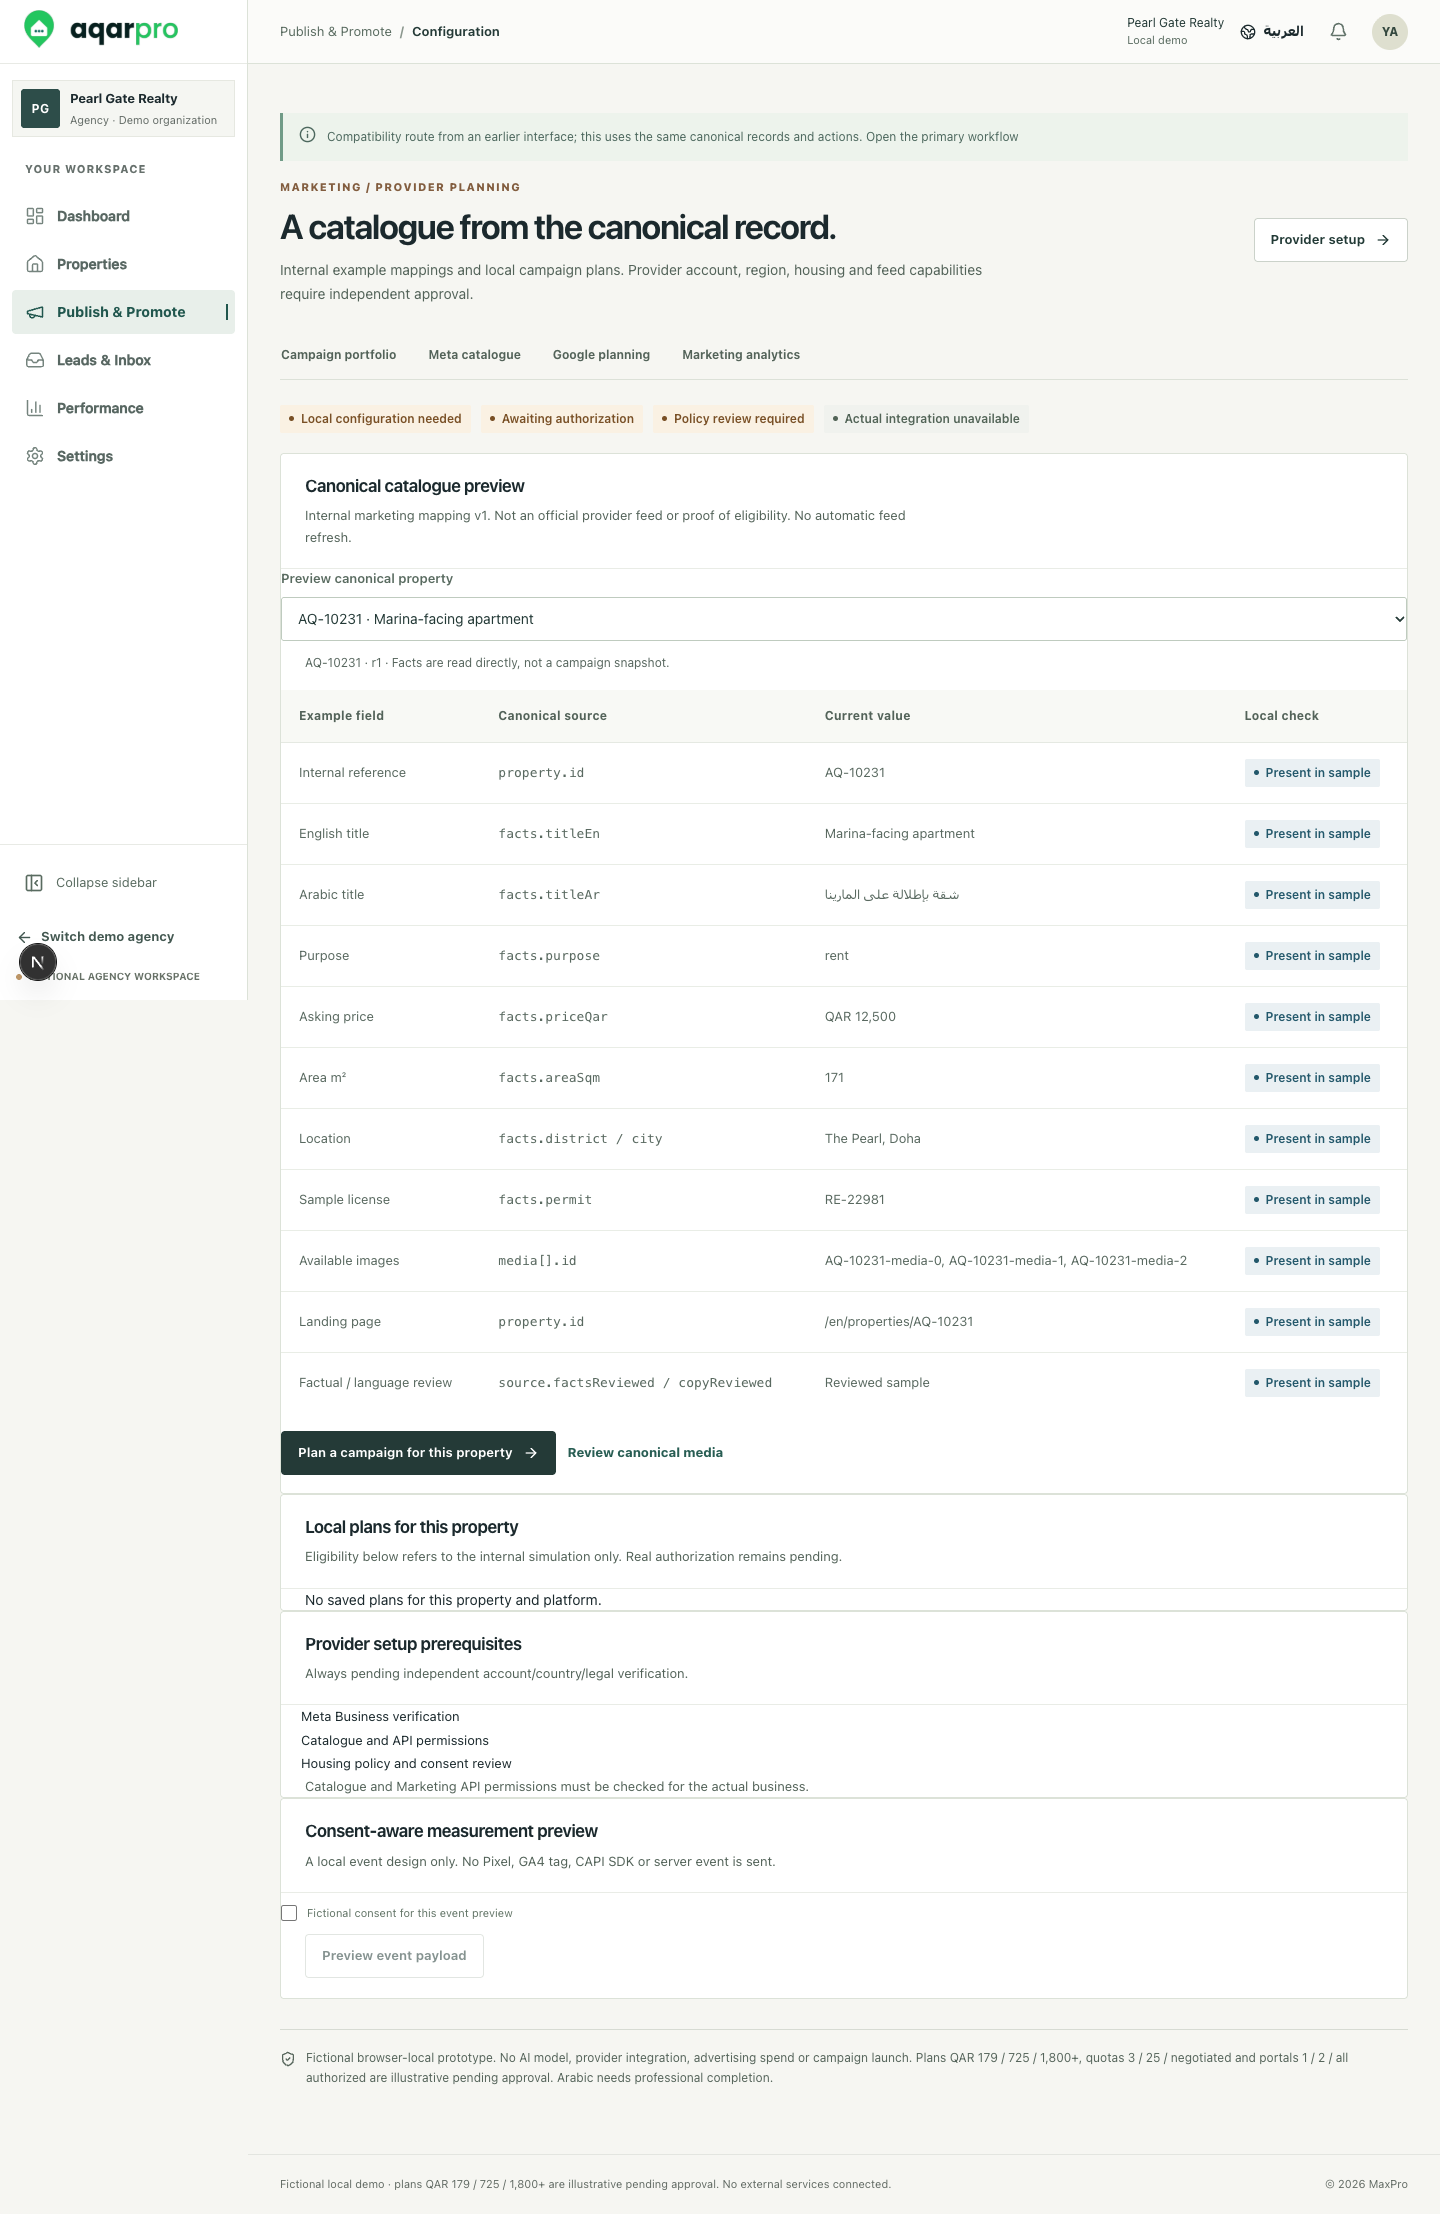 aqarpro
Publish & Promote / Configuration
Pearl Gate Realty
Local demo
العربية
YA
PG
Pearl Gate Realty
Agency · Demo organization
YOUR WORKSPACE
Dashboard
Properties
Publish & Promote
Leads & Inbox
Performance
Settings
Collapse sidebar
Switch demo agency
N
AGENCY WORKSPACE
Compatibility route from an earlier interface; this uses the same canonical records and actions. Open the primary workflow
MARKETING / PROVIDER PLANNING
A catalogue from the canonical record.
Internal example mappings and local campaign plans. Provider account, region, housing and feed capabilities
require independent approval.
Provider setup
Campaign portfolio Meta catalogue Google planning Marketing analytics
Local configuration needed Awaiting authorization Policy review required Actual integration unavailable
Canonical catalogue preview
Internal marketing mapping v1. Not an official provider feed or proof of eligibility. No automatic feed
refresh.
Preview canonical property
AQ-10231 · Marina-facing apartment
AQ-10231 · r1 · Facts are read directly, not a campaign snapshot.
Example field Canonical source Current value Local check
Internal reference property.id AQ-10231 Present in sample
English title facts.titleEn Marina-facing apartment Present in sample
Arabic title facts.titleAr شقة بإطلالة على المارينا Present in sample
Purpose facts.purpose rent Present in sample
Asking price facts.priceQar QAR 12,500 Present in sample
Area m² facts.areaSqm 171 Present in sample
Location facts.district / city The Pearl, Doha Present in sample
Sample license facts.permit RE-22981 Present in sample
Available images media[].id AQ-10231-media-0, AQ-10231-media-1, AQ-10231-media-2 Present in sample
Landing page property.id /en/properties/AQ-10231 Present in sample
Factual / language review source.factsReviewed / copyReviewed Reviewed sample Present in sample
Plan a campaign for this property Review canonical media
Local plans for this property
Eligibility below refers to the internal simulation only. Real authorization remains pending.
No saved plans for this property and platform.
Provider setup prerequisites
Always pending independent account/country/legal verification.
Meta Business verification
Catalogue and API permissions
Housing policy and consent review
Catalogue and Marketing API permissions must be checked for the actual business.
Consent-aware measurement preview
A local event design only. No Pixel, GA4 tag, CAPI SDK or server event is sent.
Fictional consent for this event preview
Preview event payload
Fictional browser-local prototype. No AI model, provider integration, advertising spend or campaign launch. Plans QAR 179 / 725 / 1,800+, quotas 3 / 25 / negotiated and portals 1 / 2 / all
authorized are illustrative pending approval. Arabic needs professional completion.
Fictional local demo · plans QAR 179 / 725 / 1,800+ are illustrative pending approval. No external services connected.
© 2026 MaxPro